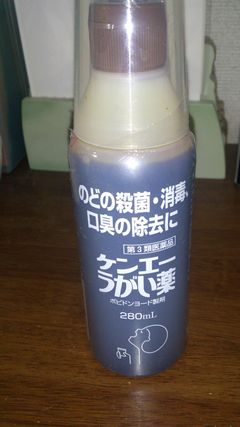 のどの殺菌・消毒、
口臭の除去に
第3類医薬品
ケンエー
うがい薬
ポビドンヨード製剤
280mL